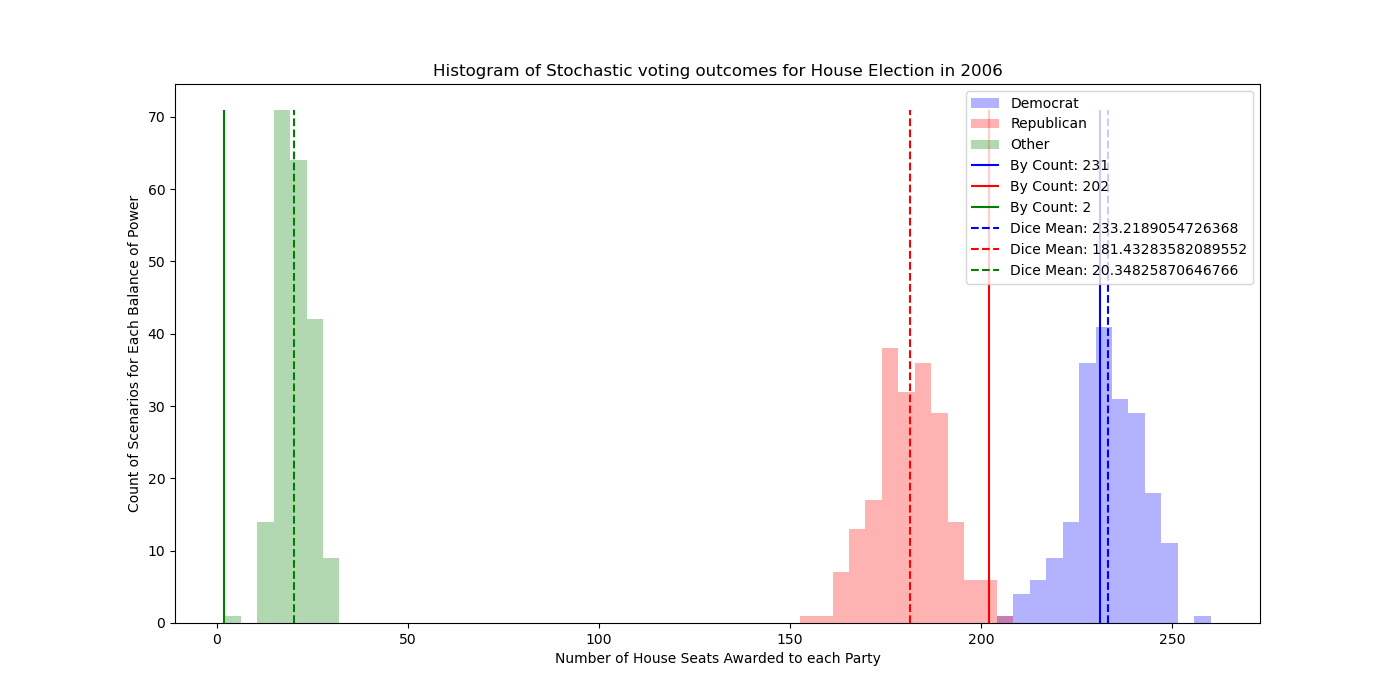 Histogram of Stochastic voting outcomes for House Election in 2006
Count of Scenarios for Each Balance of Power
70
60
50
40
30
20
10
0
Democrat
Republican
Other
By Count: 231
By Count: 202
By Count: 2
Dice Mean: 233.2189054726368
Dice Mean: 181.43283582089552
Dice Mean: 20.34825870646766
0 50 100 150 200 250
Number of House Seats Awarded to each Party